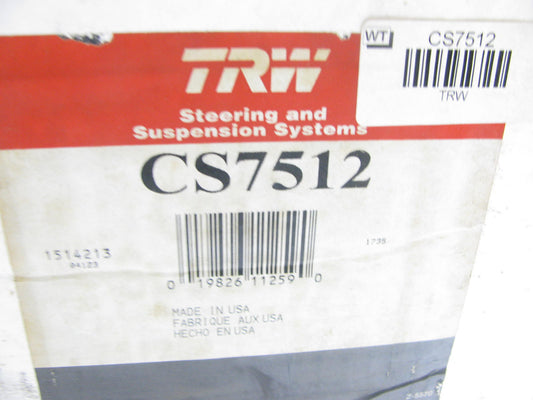 WT CS7512
TRW
TRW
Steering and
Suspension Systems
CS7512
1514213
04123
1735
0 19826 11259 0
MADE IN USA
FABRIQUE AUX USA
HECHO EN USA